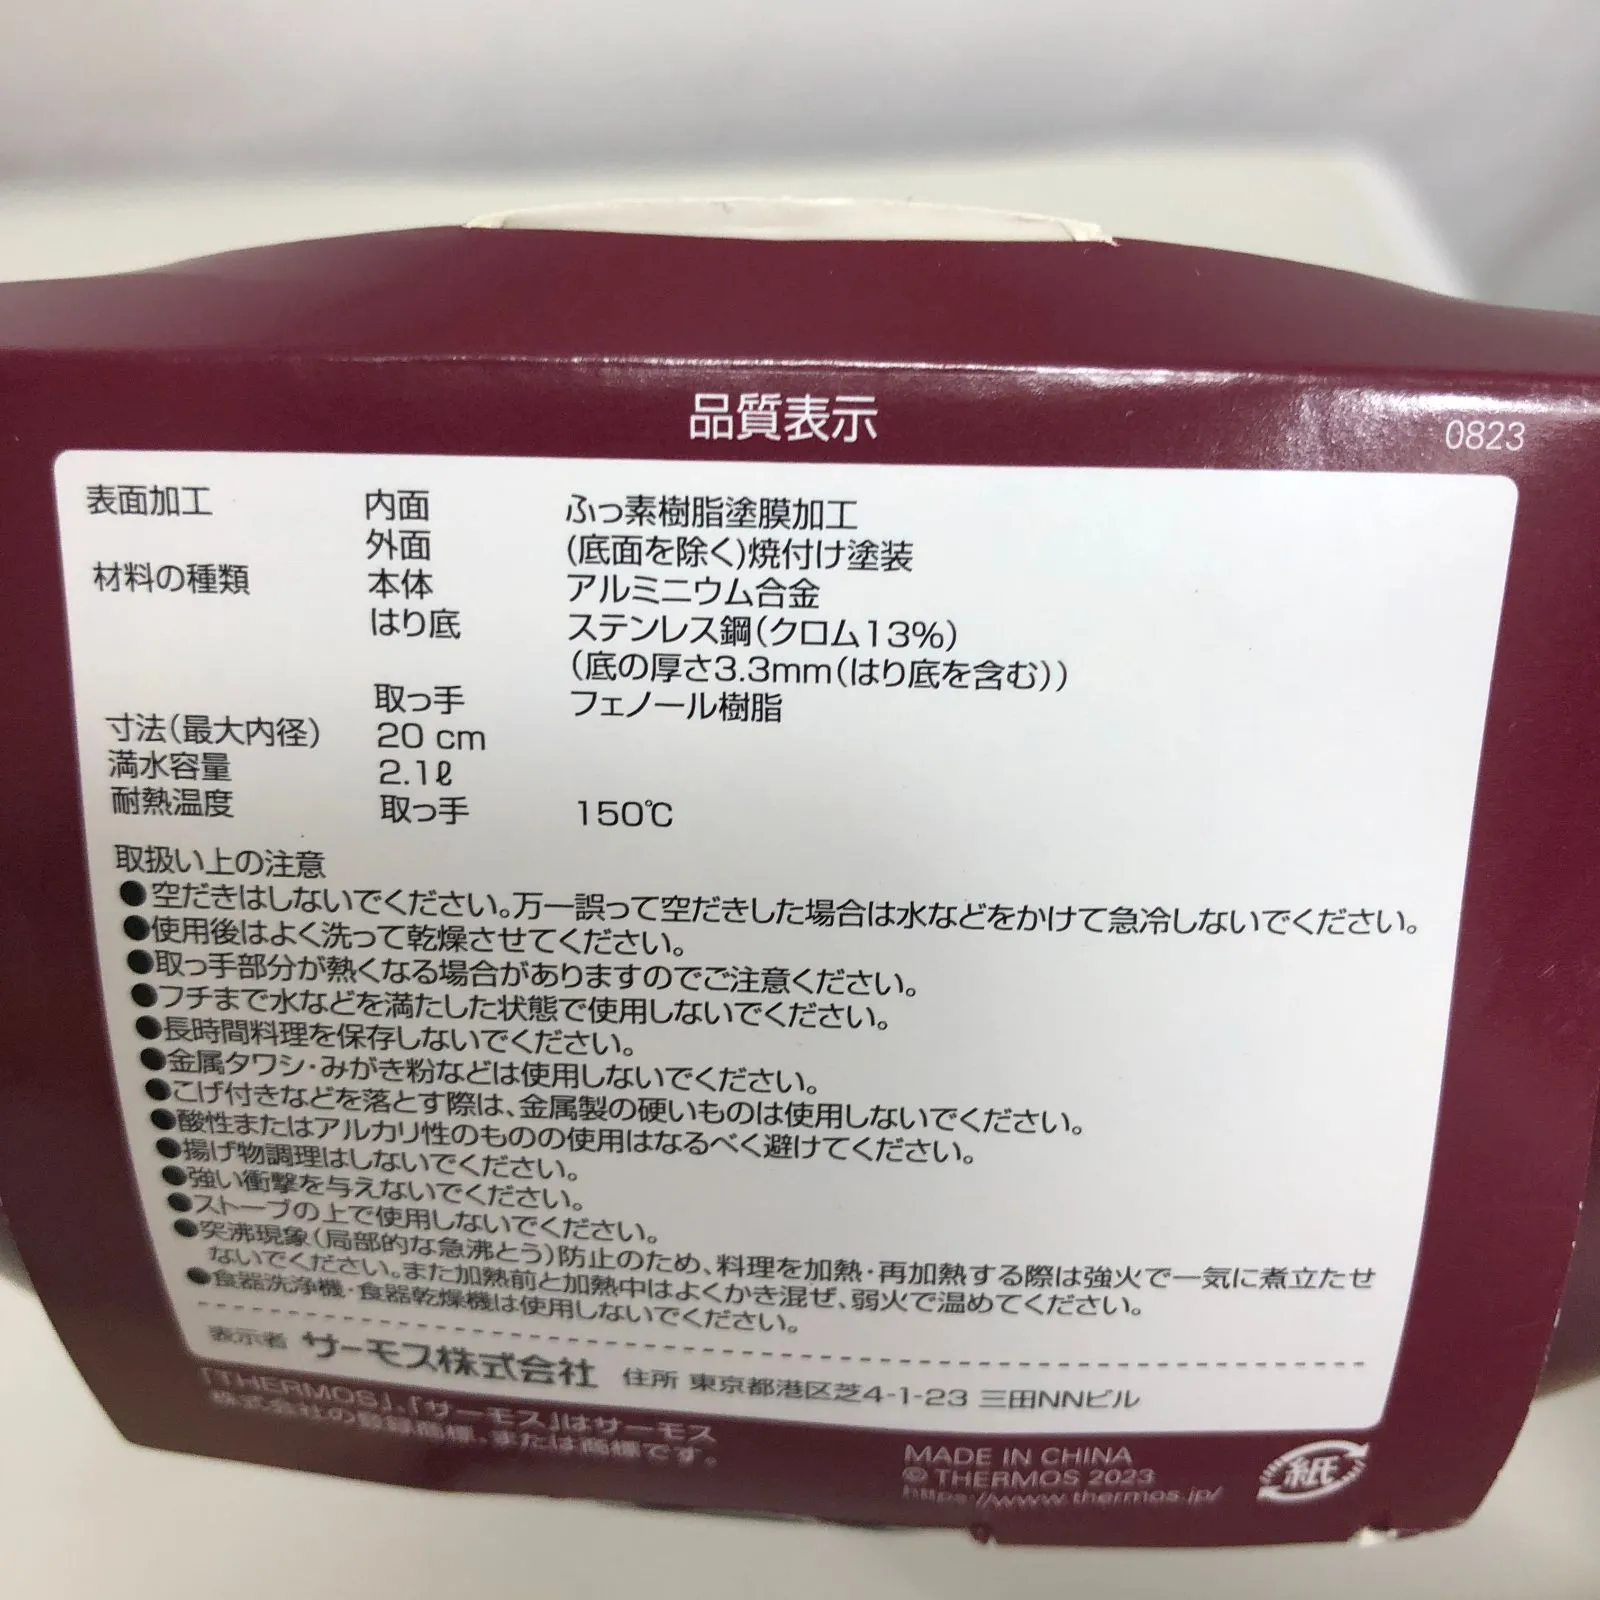 品質表示
0823
表面加工 内面 ふっ素樹脂塗膜加工
外面 (底面を除く)焼付け塗装
材料の種類 本体 アルミニウム合金
はり底 ステンレス鋼(クロム13%)
(底の厚さ3.3mm(はり底を含む))
取っ手 フェノール樹脂
寸法(最大内径) 20 cm
満水容量 2.1ℓ
耐熱温度 取っ手 150℃
取扱い上の注意
●空だきはしないでください。万一誤って空だきした場合は水などをかけて急冷しないでください。
●使用後はよく洗って乾燥させてください。
●取っ手部分が熱くなる場合がありますのでご注意ください。
●フチまで水などを満たした状態で使用しないでください。
●長時間料理を保存しないでください。
●金属タワシ・みがき粉などは使用しないでください。
●こげ付きなどを落とす際は、金属製の硬いものは使用しないでください。
●酸性またはアルカリ性のものの使用はなるべく避けてください。
●揚げ物調理はしないでください。
●強い衝撃を与えないでください。
●ストーブの上で使用しないでください。
●突沸現象(局部的な急沸とう)防止のため、料理を加熱・再加熱する際は強火で一気に煮立たせ
ないでください。また加熱前と加熱中はよくかき混ぜ、弱火で温めてください。
●食器洗浄機・食器乾燥機は使用しないでください。
表示者 サーモス株式会社 住所 東京都港区芝4-1-23 三田NNビル
「THERMOS」、「サーモス」はサーモス
株式会社の登録商標、または商標です。
MADE IN CHINA
© THERMOS 2023
https://www.thermos.jp/
紙